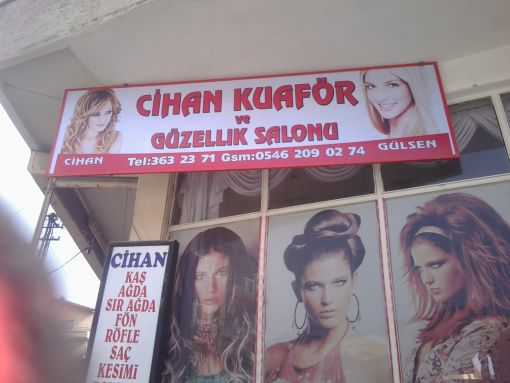 CİHAN KUAFÖR
ve
GÜZELLİK SALONU
CİHAN
Tel:363 23 71 Gsm:0546 209 02 74
GÜLSEN
CİHAN
KAŞ
AĞDA
SIR AĞDA
FÖN
RÖFLE
SAÇ
KESİMİ